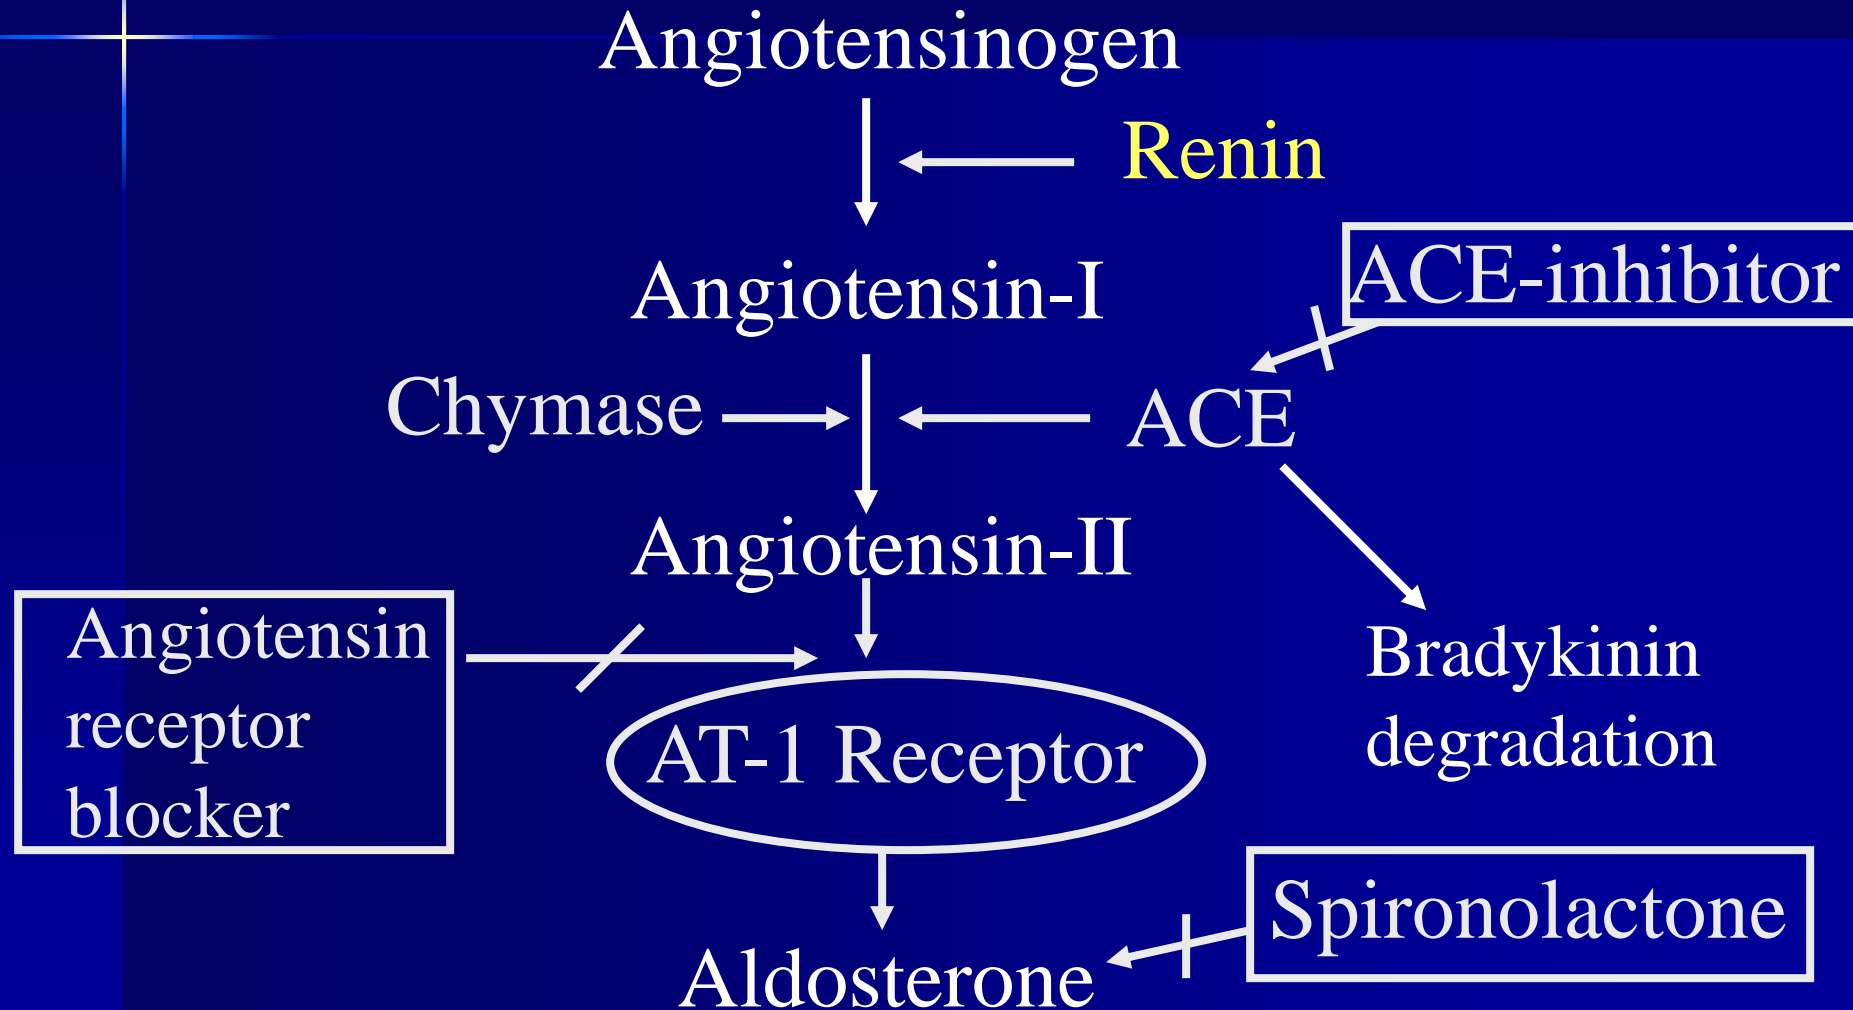 Angiotensinogen
Renin
Angiotensin-I
ACE-inhibitor
Chymase
ACE
Angiotensin-II
Angiotensin
receptor
blocker
Bradykinin
degradation
AT-1 Receptor
Spironolactone
Aldosterone